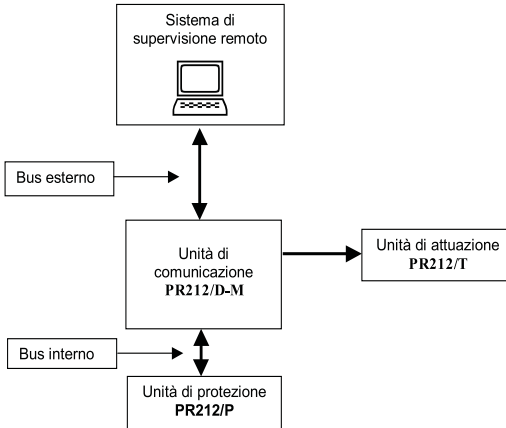 Sistema di
supervisione remoto
Bus esterno
Unità di
comunicazione
PR212/D-M
Unità di attuazione
PR212/T
Bus interno
Unità di protezione
PR212/P